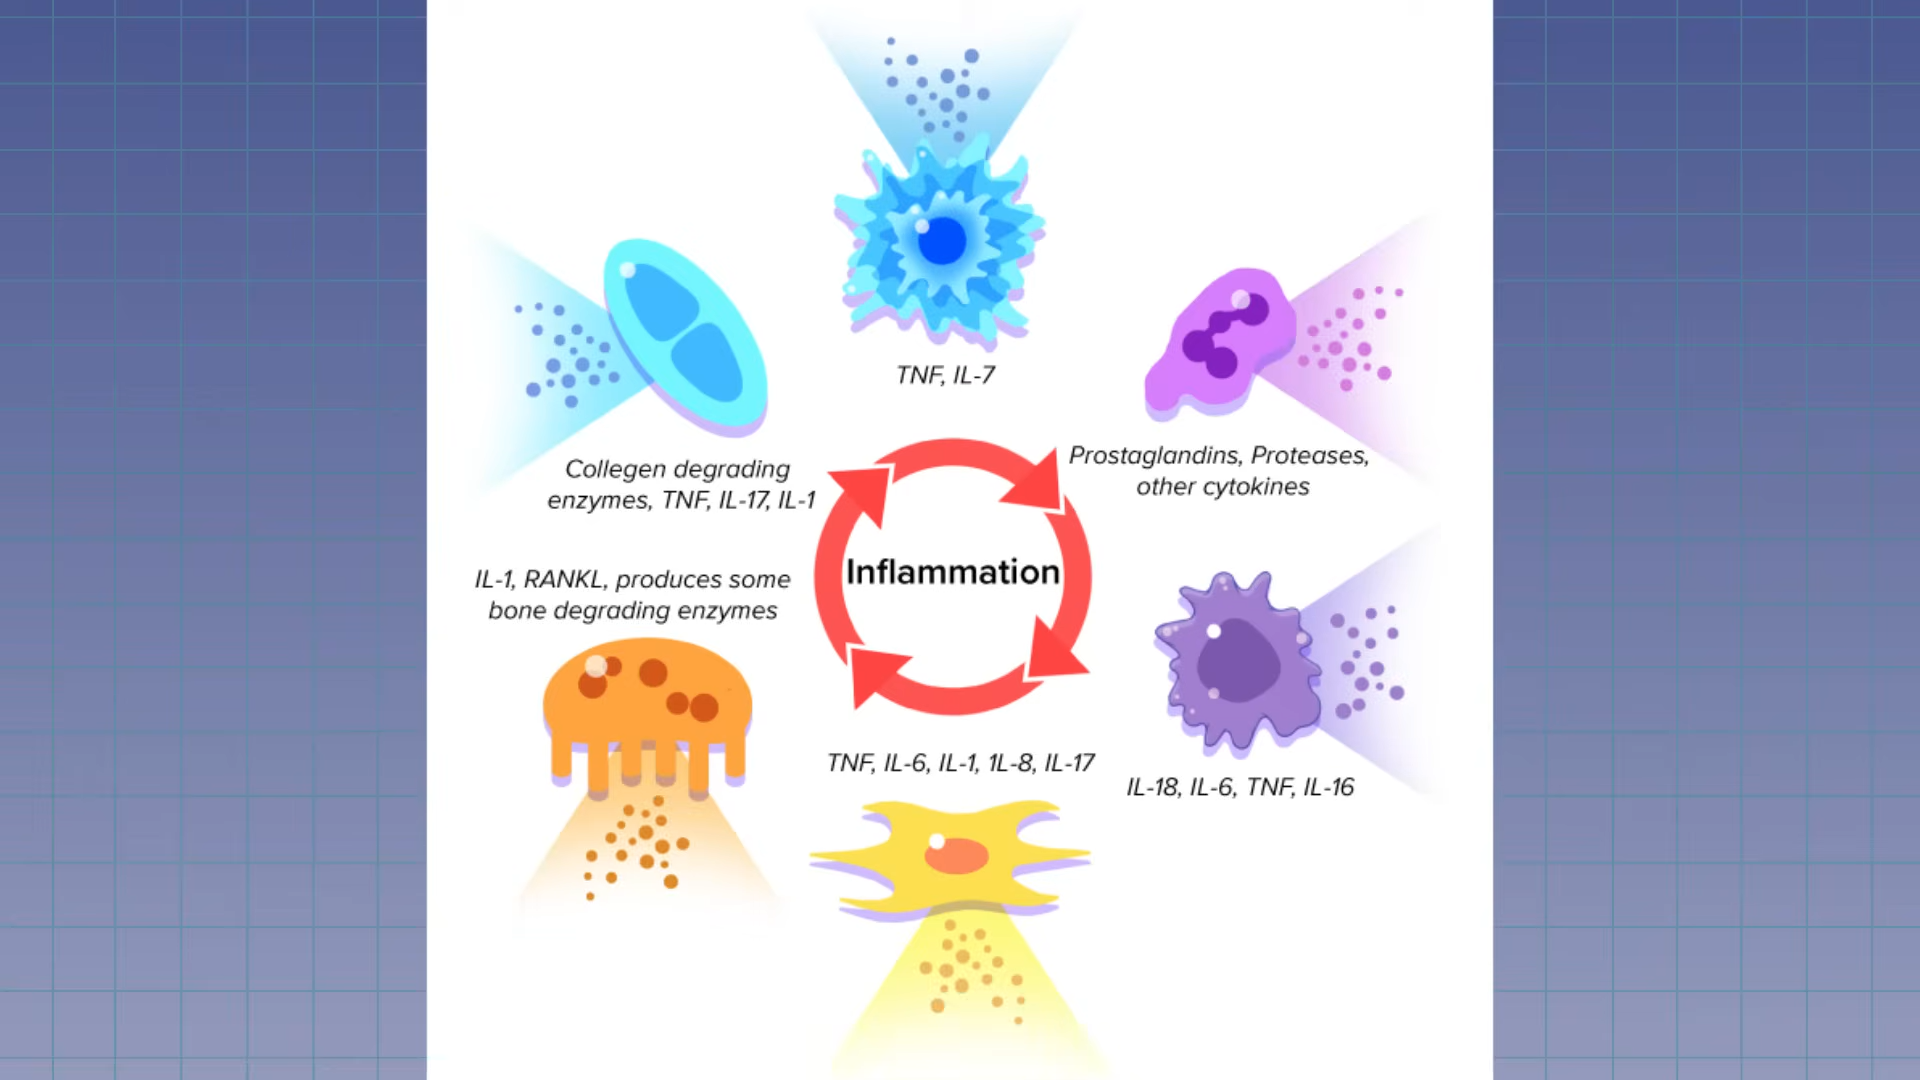 TNF, IL-7
Collegen degrading
enzymes, TNF, IL-17, IL-1
Prostaglandins, Proteases,
other cytokines
Inflammation
IL-1, RANKL, produces some
bone degrading enzymes
TNF, IL-6, IL-1, 1L-8, IL-17
IL-18, IL-6, TNF, IL-16